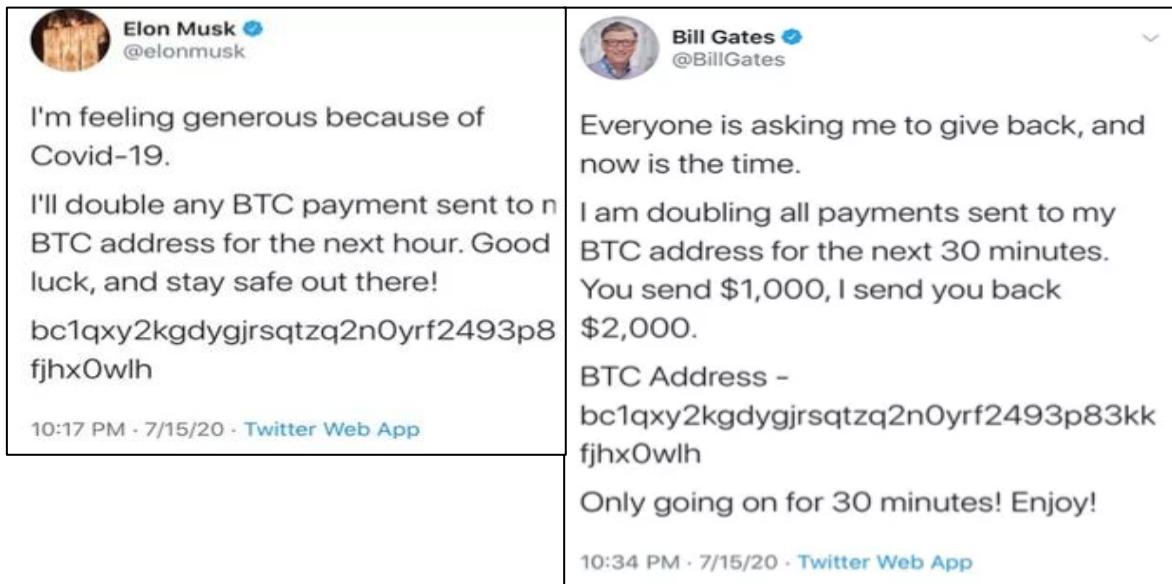 Elon Musk
@elonmusk
I'm feeling generous because of
Covid-19.
I'll double any BTC payment sent to
BTC address for the next hour. Good
luck, and stay safe out there!
bc1qxy2kgdygjrsqtzq2n0yrf2493p8
fjhx0wlh
10:17 PM · 7/15/20 · Twitter Web App
Bill Gates
@BillGates
Everyone is asking me to give back, and
now is the time.
I am doubling all payments sent to my
BTC address for the next 30 minutes.
You send $1,000, I send you back
$2,000.
BTC Address -
bc1qxy2kgdygjrsqtzq2n0yrf2493p83kk
fjhx0wlh
Only going on for 30 minutes! Enjoy!
10:34 PM · 7/15/20 · Twitter Web App